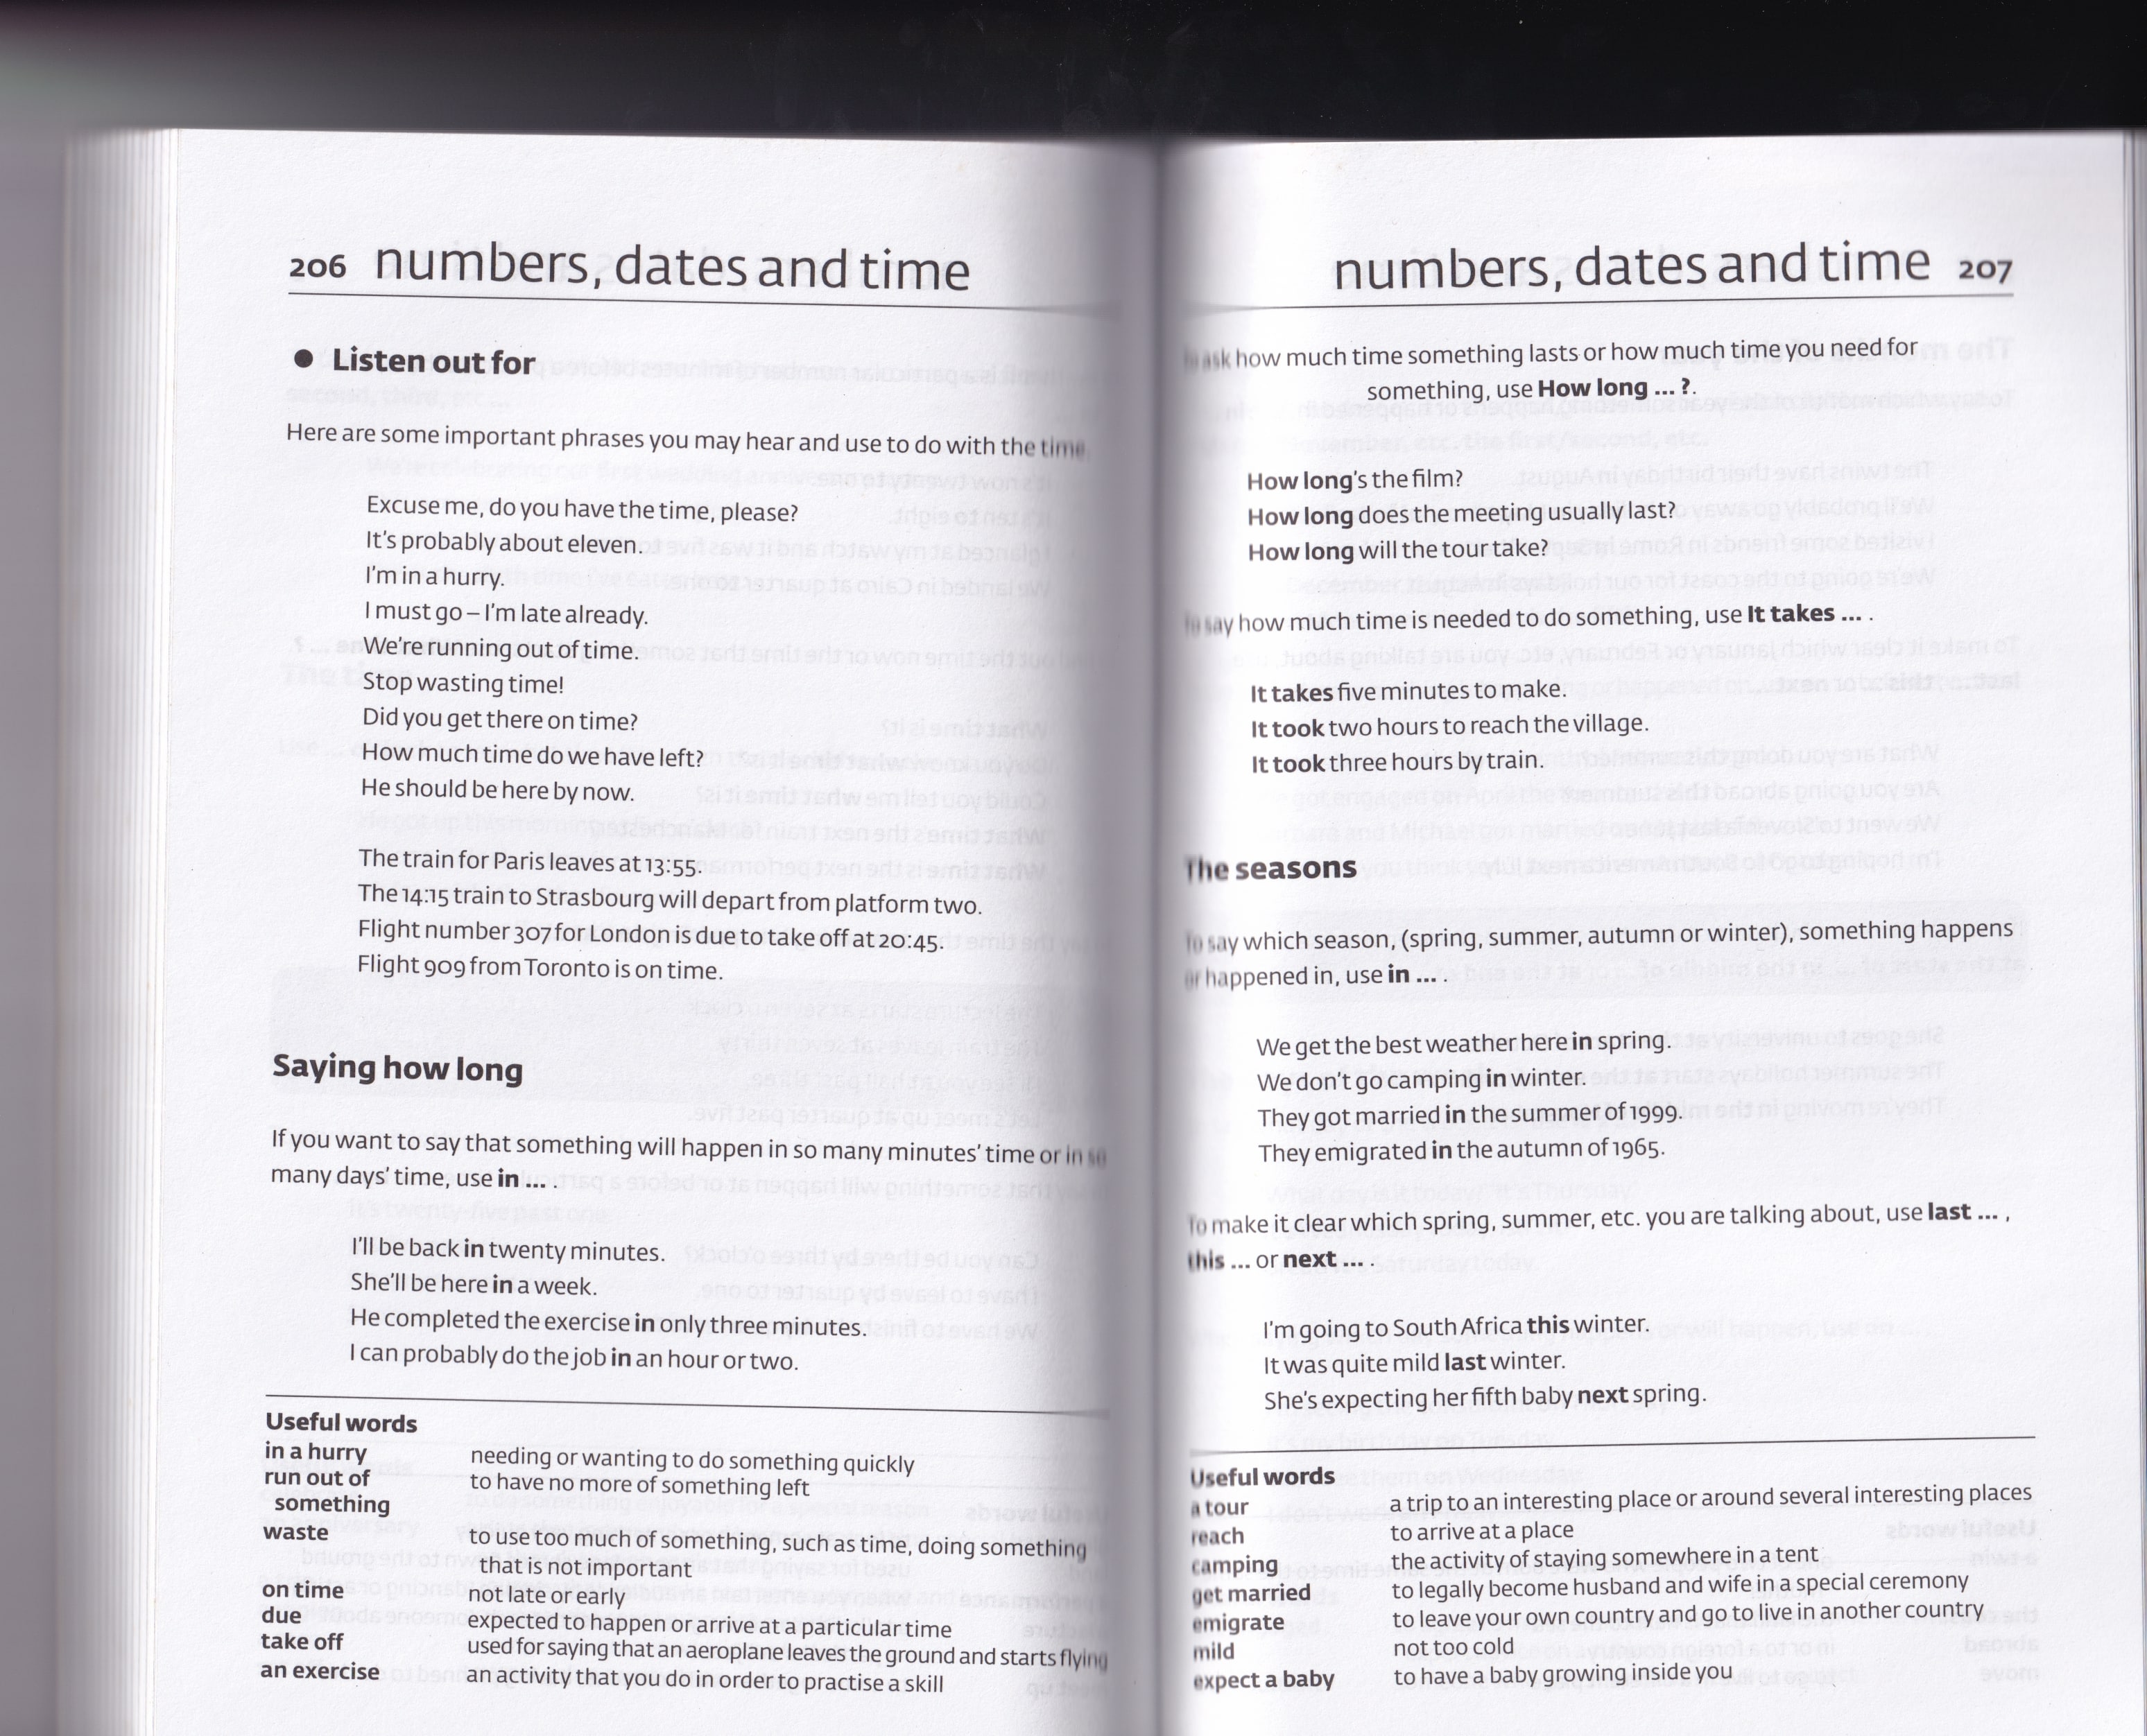 206 numbers, dates and time
● Listen out for
Here are some important phrases you may hear and use to do with the time.
Excuse me, do you have the time, please?
It's probably about eleven.
I'm in a hurry.
I must go – I'm late already.
We're running out of time.
Stop wasting time!
Did you get there on time?
How much time do we have left?
He should be here by now.
The train for Paris leaves at 13:55.
The 14:15 train to Strasbourg will depart from platform two.
Flight number 307 for London is due to take off at 20:45.
Flight 909 from Toronto is on time.
Saying how long
If you want to say that something will happen in so many minutes' time or in so
many days' time, use in ... .
I'll be back in twenty minutes.
She'll be here in a week.
He completed the exercise in only three minutes.
I can probably do the job in an hour or two.
Useful words
in a hurry needing or wanting to do something quickly
run out of to have no more of something left
something
waste to use too much of something, such as time, doing something
that is not important
on time not late or early
due expected to happen or arrive at a particular time
take off used for saying that an aeroplane leaves the ground and starts flying
an exercise an activity that you do in order to practise a skill
numbers, dates and time 207
To ask how much time something lasts or how much time you need for
something, use How long ... ?.
How long's the film?
How long does the meeting usually last?
How long will the tour take?
To say how much time is needed to do something, use It takes ... .
It takes five minutes to make.
It took two hours to reach the village.
It took three hours by train.
The seasons
To say which season, (spring, summer, autumn or winter), something happens
or happened in, use in ... .
We get the best weather here in spring.
We don't go camping in winter.
They got married in the summer of 1999.
They emigrated in the autumn of 1965.
To make it clear which spring, summer, etc. you are talking about, use last ... ,
this ... or next ... .
I'm going to South Africa this winter.
It was quite mild last winter.
She's expecting her fifth baby next spring.
Useful words
a tour a trip to an interesting place or around several interesting places
reach to arrive at a place
camping the activity of staying somewhere in a tent
get married to legally become husband and wife in a special ceremony
emigrate to leave your own country and go to live in another country
mild not too cold
expect a baby to have a baby growing inside you